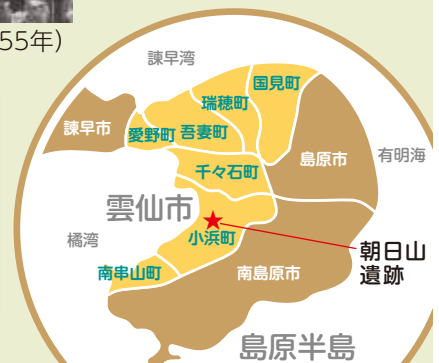 55年）
諫早湾
国見町
瑞穂町
諫早市
愛野町
吾妻町
島原市
有明海
千々石町
雲仙市
小浜町
橘湾
朝日山
遺跡
南串山町
南島原市
島原半島